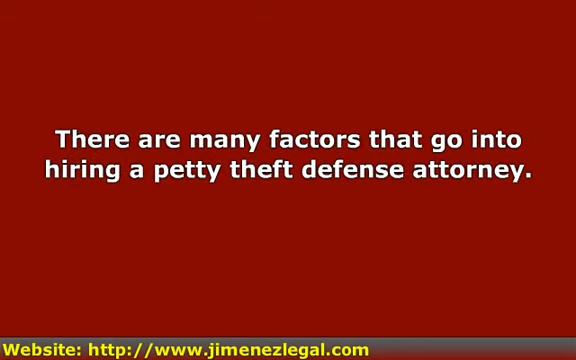 There are many factors that go into
hiring a petty theft defense attorney.
Website: http://www.jimenezlegal.com